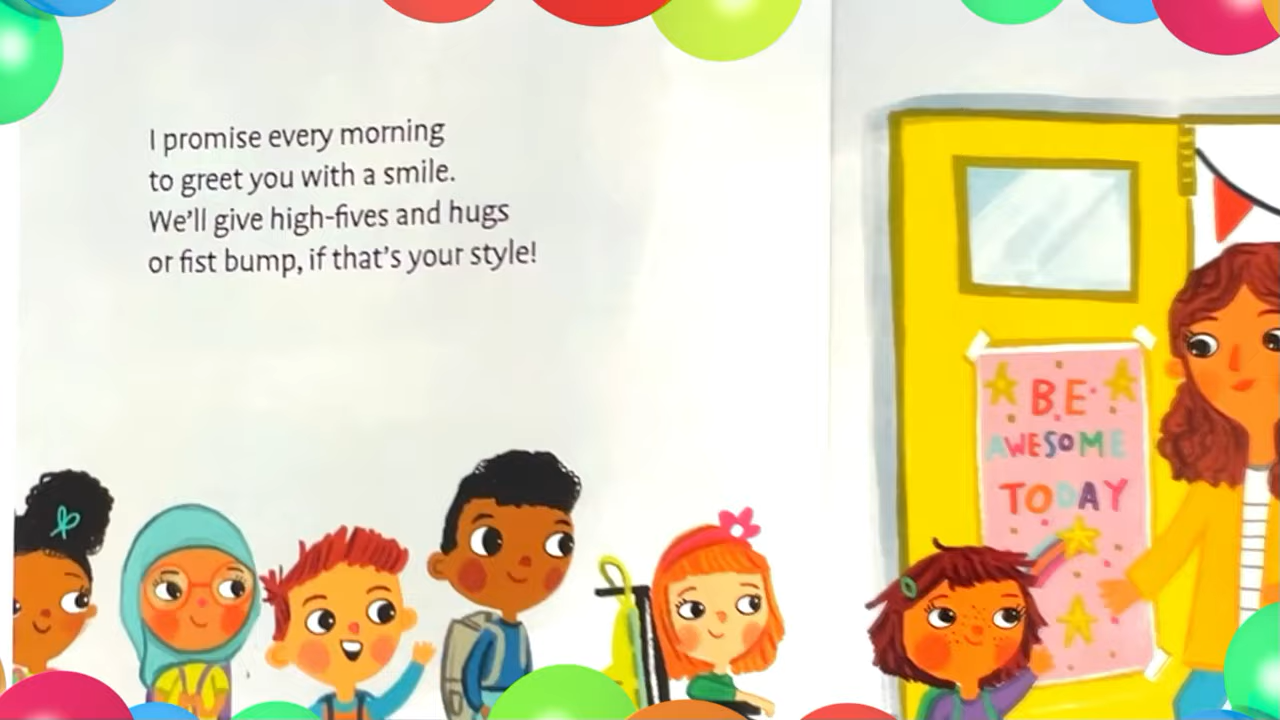 I promise every morning
to greet you with a smile.
We'll give high-fives and hugs
or fist bump, if that's your style!
BE
AWESOME
TODAY